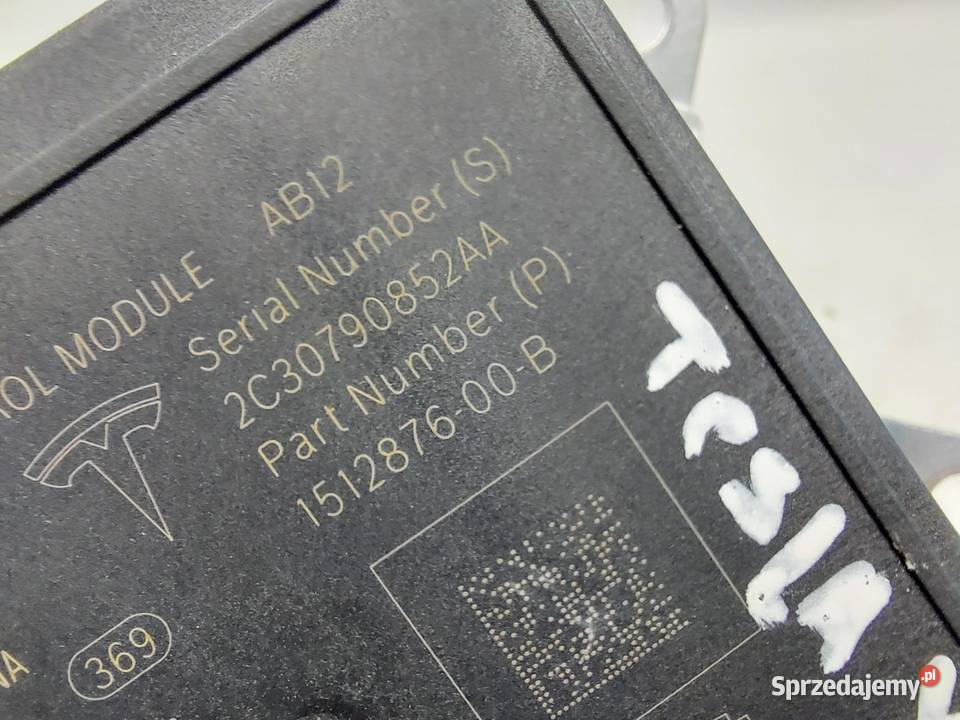 MODULE AB12
Serial Number (S)
2C30790852AA
Part Number (P)
1512876-00-B
369
Tesla
Sprzedajemy.pl